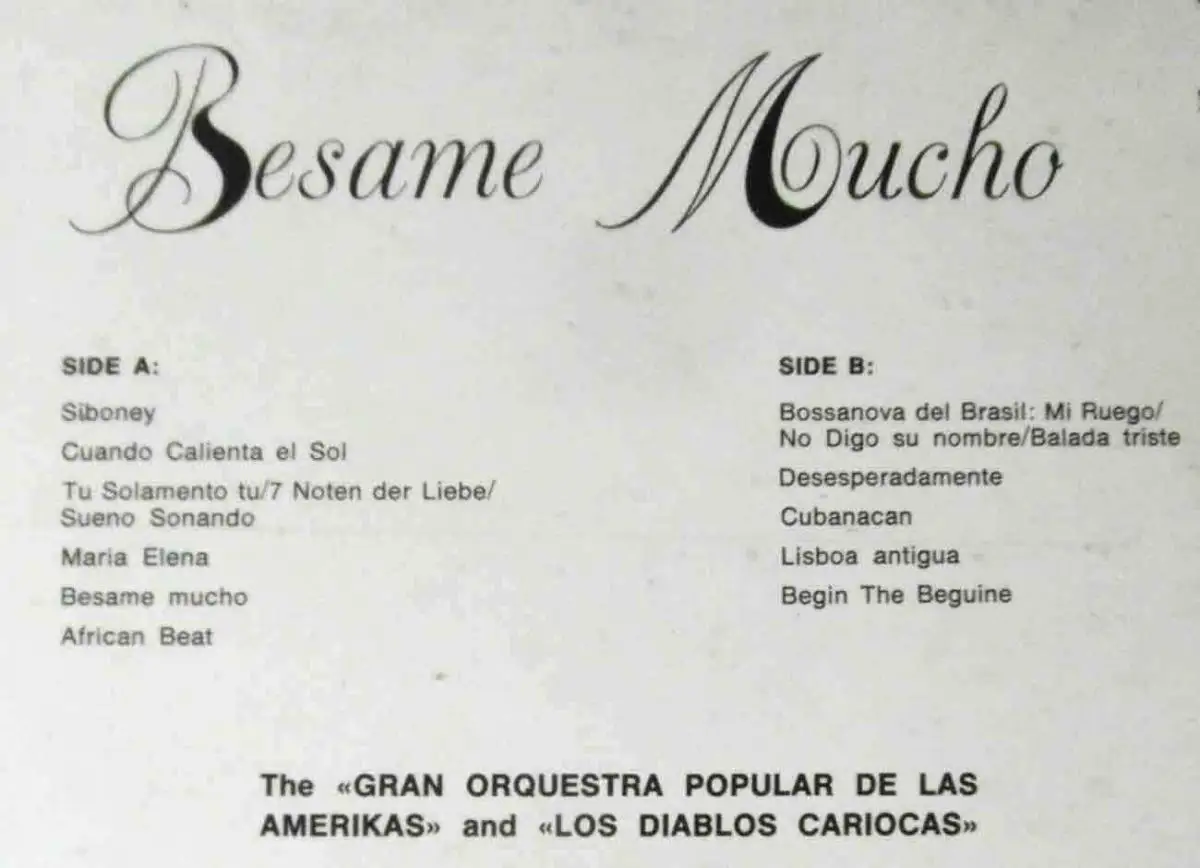 Besame Mucho
SIDE A:
Siboney
Cuando Calienta el Sol
Tu Solamento tu/7 Noten der Liebe/
Sueno Sonando
Maria Elena
Besame mucho
African Beat
SIDE B:
Bossanova del Brasil: Mi Ruego/
No Digo su nombre/Balada triste
Desesperadamente
Cubanacan
Lisboa antigua
Begin The Beguine
The «GRAN ORQUESTRA POPULAR DE LAS
AMERIKAS» and «LOS DIABLOS CARIOCAS»